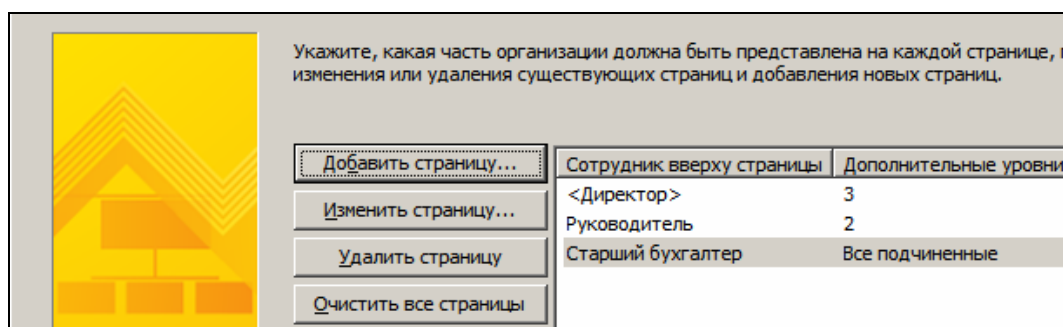 Укажите, какая часть организации должна быть представлена на каждой странице,
изменения или удаления существующих страниц и добавления новых страниц.
Добавить страницу...
Изменить страницу...
Удалить страницу
Очистить все страницы
Сотрудник вверху страницы Дополнительные уровни
<Директор> 3
Руководитель 2
Старший бухгалтер Все подчиненные